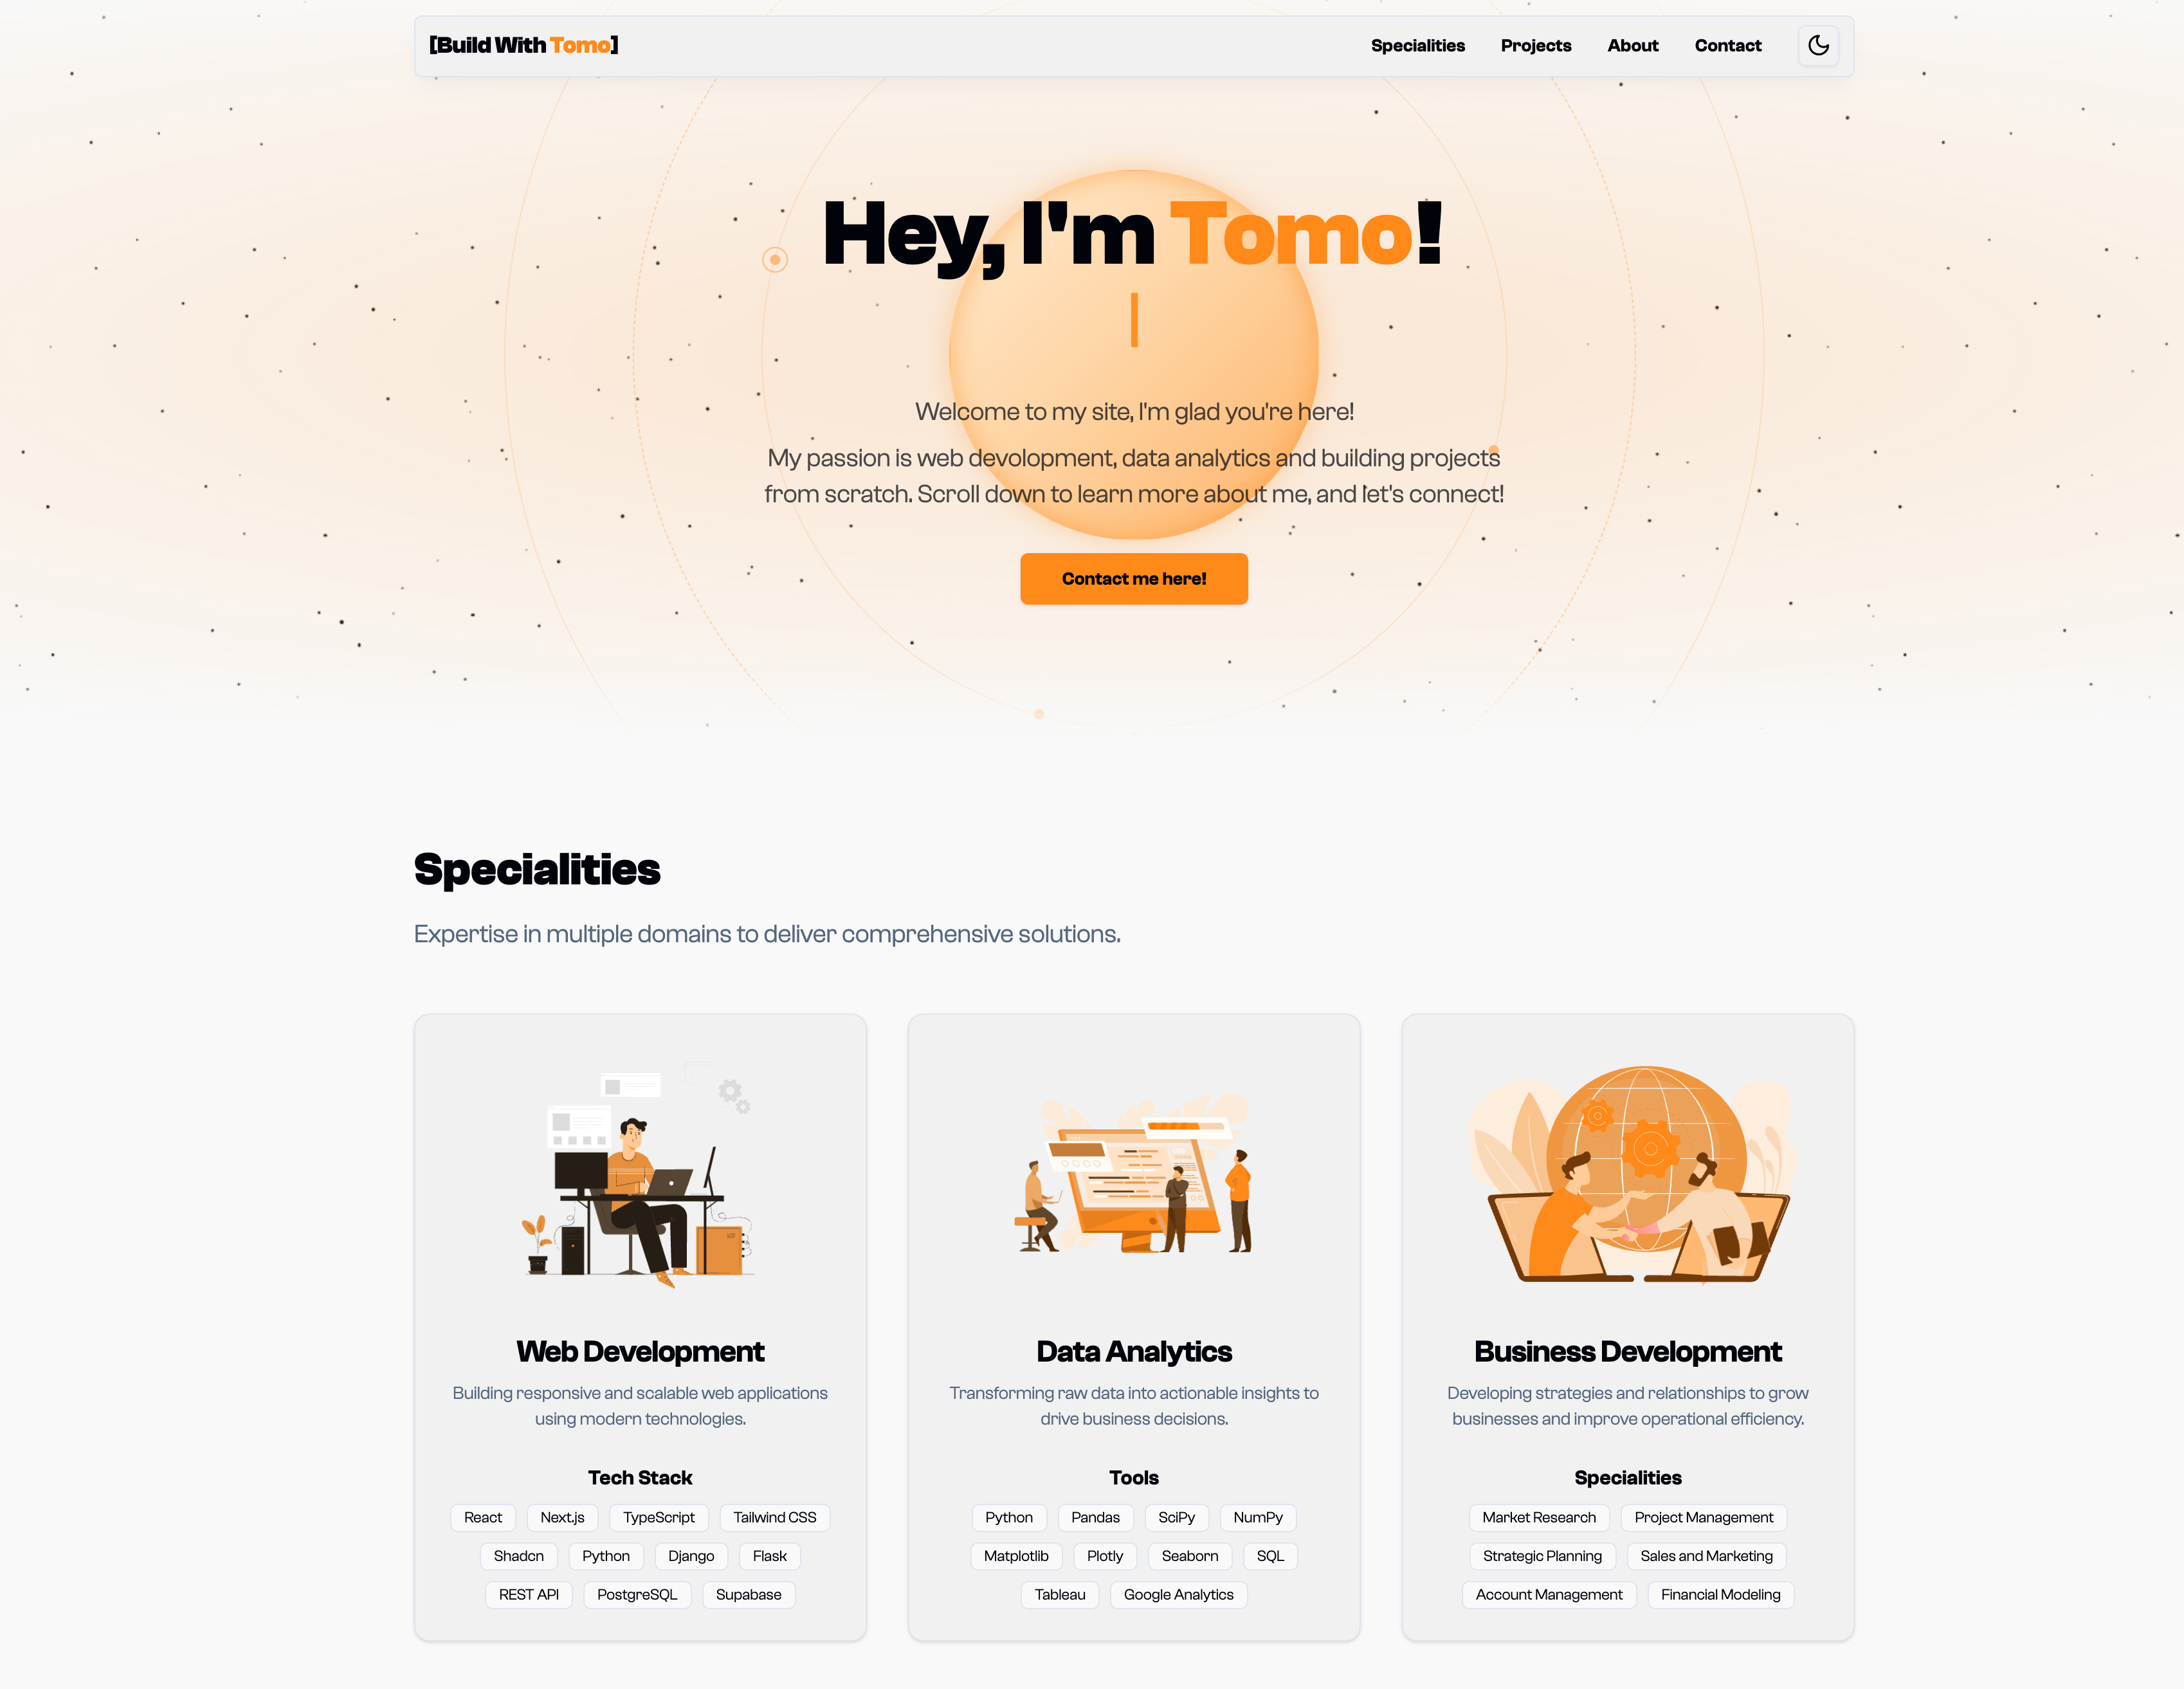 [Build With Tomo]
Specialities
Projects
About
Contact
Hey, I'm Tomo!
Welcome to my site, I'm glad you're here!
My passion is web devolopment, data analytics and building projects
from scratch. Scroll down to learn more about me, and let's connect!
Contact me here!
Specialities
Expertise in multiple domains to deliver comprehensive solutions.
Web Development
Building responsive and scalable web applications
using modern technologies.
Tech Stack
React Next.js TypeScript Tailwind CSS
Shadcn Python Django Flask
REST API PostgreSQL Supabase
Data Analytics
Transforming raw data into actionable insights to
drive business decisions.
Tools
Python Pandas SciPy NumPy
Matplotlib Plotly Seaborn SQL
Tableau Google Analytics
Business Development
Developing strategies and relationships to grow
businesses and improve operational efficiency.
Specialities
Market Research Project Management
Strategic Planning Sales and Marketing
Account Management Financial Modeling